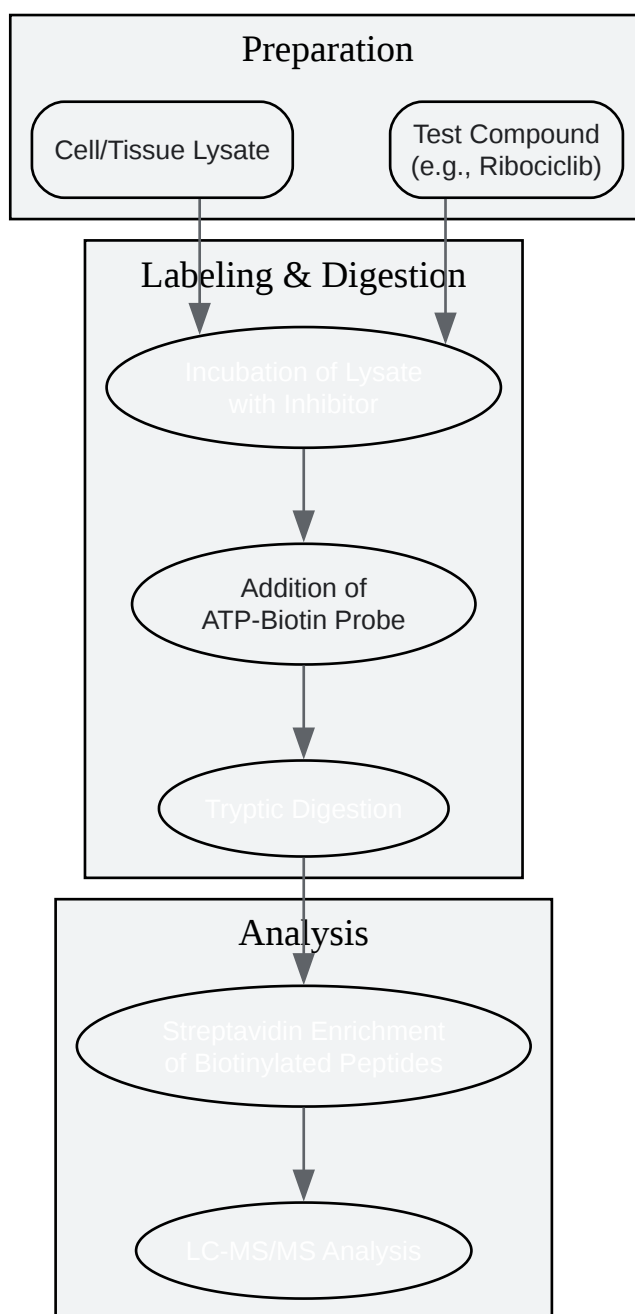 Preparation
Cell/Tissue Lysate
Test Compound
(e.g., Ribociclib)
Labeling & Digestion
Incubation of Lysate
with Inhibitor
Addition of
ATP-Biotin Probe
Tryptic Digestion
Analysis
Streptavidin Enrichment
of Biotinylated Peptides
LC-MS/MS Analysis